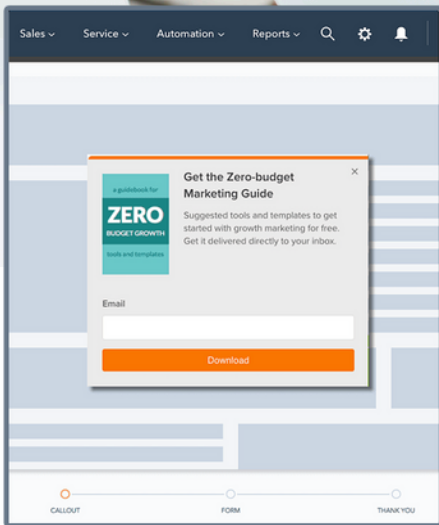 Sales Service Automation Reports
Get the Zero-budget
Marketing Guide
a guidebook for
ZERO
BUDGET GROWTH
tools and templates
Suggested tools and templates to get
started with growth marketing for free.
Get it delivered directly to your inbox.
Email
Download
CALLOUT FORM THANK YOU